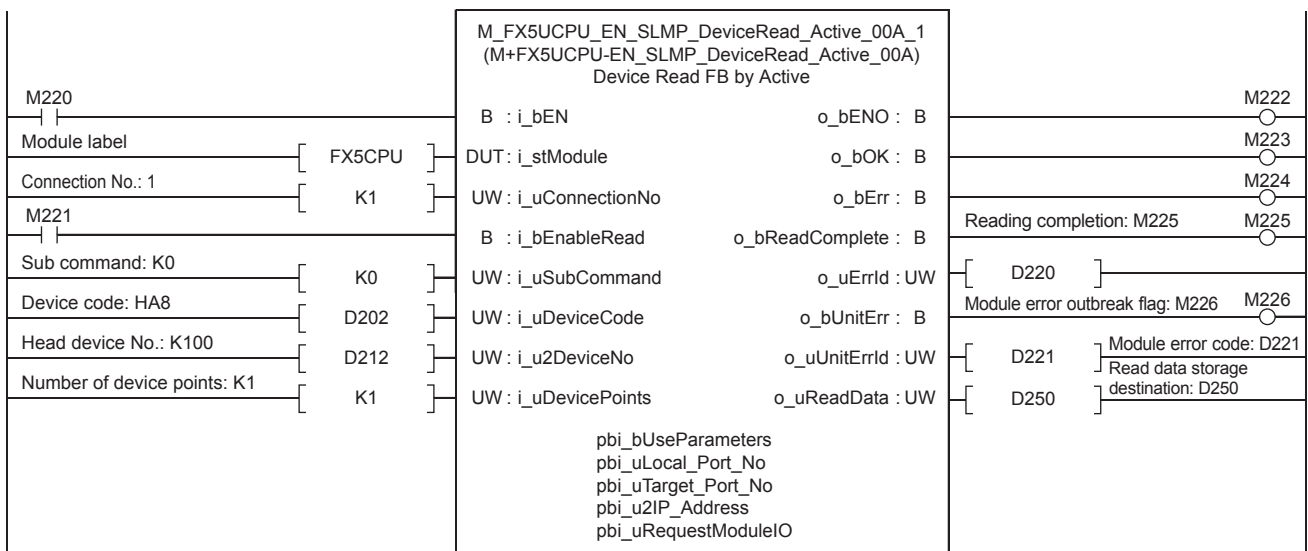 M_FX5UCPU_EN_SLMP_DeviceRead_Active_00A_1
(M+FX5UCPU-EN_SLMP_DeviceRead_Active_00A)
Device Read FB by Active
M220
B : i_bEN
o_bENO : B
M222
Module label
FX5CPU
DUT : i_stModule
o_bOK : B
M223
Connection No.: 1
K1
UW : i_uConnectionNo
o_bErr : B
M224
M221
B : i_bEnableRead
o_bReadComplete : B
Reading completion: M225
M225
Sub command: K0
K0
UW : i_uSubCommand
o_uErrId : UW
D220
Device code: HA8
D202
UW : i_uDeviceCode
o_bUnitErr : B
Module error outbreak flag: M226
M226
Head device No.: K100
D212
UW : i_u2DeviceNo
o_uUnitErrId : UW
D221
Module error code: D221
Number of device points: K1
K1
UW : i_uDevicePoints
o_uReadData : UW
D250
Read data storage
destination: D250
pbi_bUseParameters
pbi_uLocal_Port_No
pbi_uTarget_Port_No
pbi_u2IP_Address
pbi_uRequestModuleIO